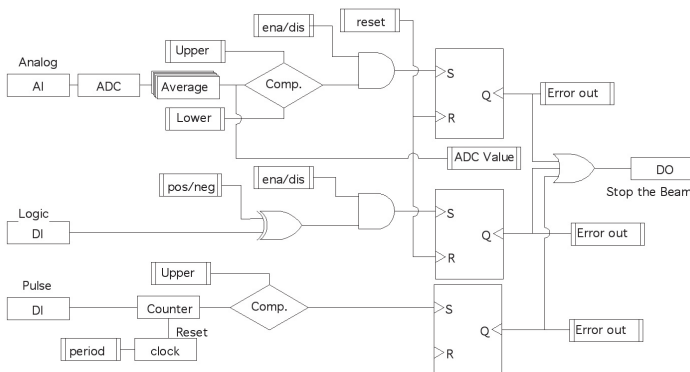 ena/dis
reset
Upper
Analog
AI
ADC
Average
Comp.
S
Q
Error out
Lower
R
ADC Value
DO
Stop the Beam
pos/neg
ena/dis
Logic
DI
S
Q
Error out
R
Upper
Pulse
DI
Counter
Comp.
S
Q
Error out
Reset
period
clock
R